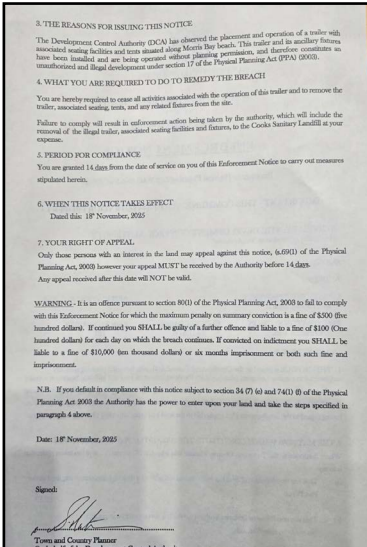 3. THE REASONS FOR ISSUING THIS NOTICE
The Development Control Authority (DCA) has observed the placement and operation of a trailer with
associated seating facilities and tents situated along Morris Bay beach. This trailer and its ancillary fixtures
have been installed and are being operated without planning permission, and therefore constitutes an
unauthorized and illegal development under section 17 of the Physical Planning Act (PPA) (2003).
4. WHAT YOU ARE REQUIRED TO DO TO REMEDY THE BREACH
You are hereby required to cease all activities associated with the operation of this trailer and to remove the
trailer, associated seating, tents, and any related fixtures from the site.
Failure to comply will result in enforcement action being taken by the authority, which will include the
removal of the illegal trailer, associated seating facilities and fixtures, to the Cooks Sanitary Landfill at your
expense.
5. PERIOD FOR COMPLIANCE
You are granted 14 days from the date of service on you of this Enforcement Notice to carry out measures
stipulated herein.
6. WHEN THIS NOTICE TAKES EFFECT
Dated this: 18th November, 2025
7. YOUR RIGHT OF APPEAL
Only those persons with an interest in the land may appeal against this notice, (s.69(1) of the Physical
Planning Act, 2003) however your appeal MUST be received by the Authority before 14 days.
Any appeal received after this date will NOT be valid.
WARNING - It is an offence pursuant to section 80(1) of the Physical Planning Act, 2003 to fail to comply
with this Enforcement Notice for which the maximum penalty on summary conviction is a fine of $500 (five
hundred dollars). If continued you SHALL be guilty of a further offence and liable to a fine of $100 (One
hundred dollars) for each day on which the breach continues. If convicted on indictment you SHALL be
liable to a fine of $10,000 (ten thousand dollars) or six months imprisonment or both such fine and
imprisonment.
N.B. If you default in compliance with this notice subject to section 34 (7) (e) and 74(1) (f) of the Physical
Planning Act 2003 the Authority has the power to enter upon your land and take the steps specified in
paragraph 4 above.
Date: 18th November, 2025
Signed:
Town and Country Planner